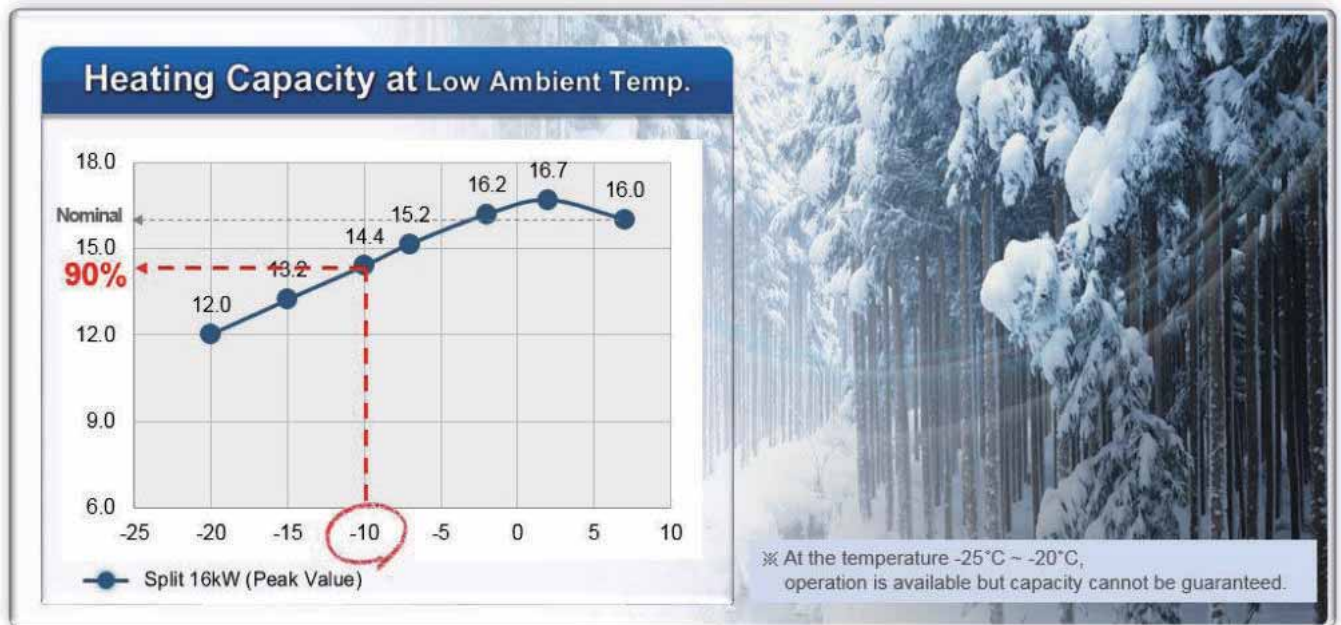 Heating Capacity at Low Ambient Temp.
18.0
16.7
16.2
16.0
Nominal
15.2
15.0
14.4
90%
13.2
12.0
12.0
9.0
6.0
-25 -20 -15 -10 -5 0 5 10
Split 16kW (Peak Value)
※ At the temperature -25°C ~ -20°C,
operation is available but capacity cannot be guaranteed.